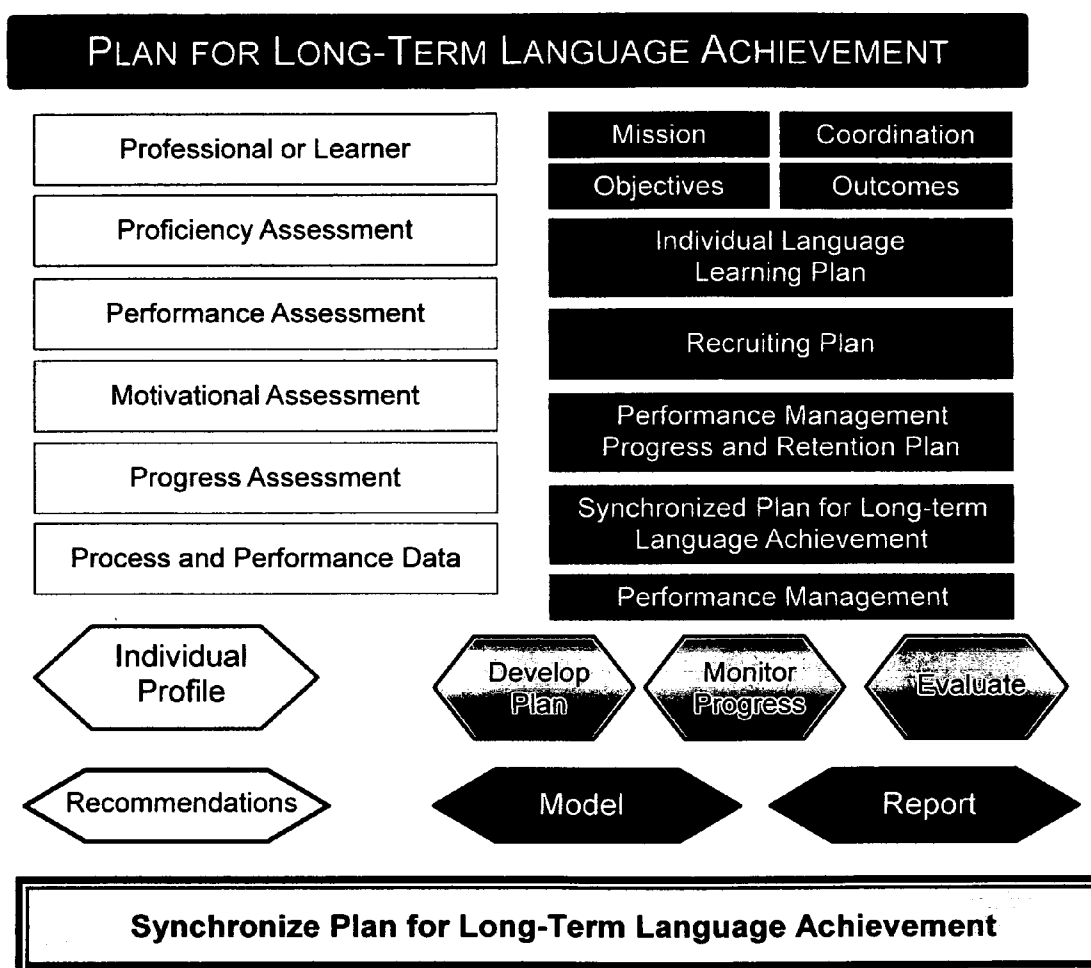 PLAN FOR LONG-TERM LANGUAGE ACHIEVEMENT
Professional or Learner
Proficiency Assessment
Performance Assessment
Motivational Assessment
Progress Assessment
Process and Performance Data
Mission
Coordination
Objectives
Outcomes
Individual Language
Learning Plan
Recruiting Plan
Performance Management
Progress and Retention Plan
Synchronized Plan for Long-term
Language Achievement
Performance Management
Individual
Profile
Develop
Plan
Monitor
Progress
Evaluate
Recommendations
Model
Report
Synchronize Plan for Long-Term Language Achievement